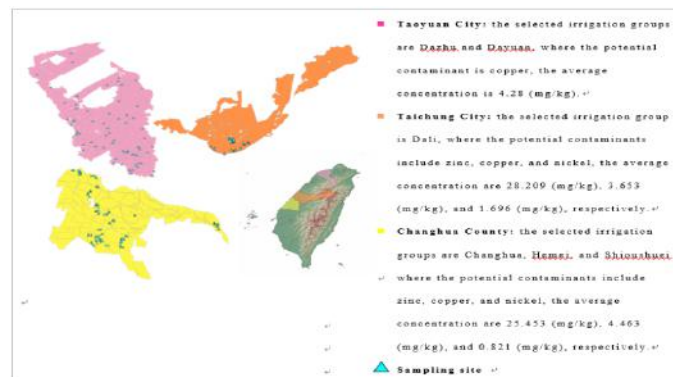 Taoyuan City: the selected irrigation groups
are Dazhu and Dayuan, where the potential
contaminant is copper, the average
concentration is 4.28 (mg/kg).
Taichung City: the selected irrigation group
is Dali, where the potential contaminants
include zinc, copper, and nickel, the average
concentration are 28.209 (mg/kg), 3.653
(mg/kg), and 1.696 (mg/kg), respectively.
Changhua County: the selected irrigation
groups are Changhua, Hemei, and Shioushuei
where the potential contaminants include
zinc, copper, and nickel, the average
concentration are 25.453 (mg/kg), 4.463
(mg/kg), and 0.821 (mg/kg), respectively.
Sampling site